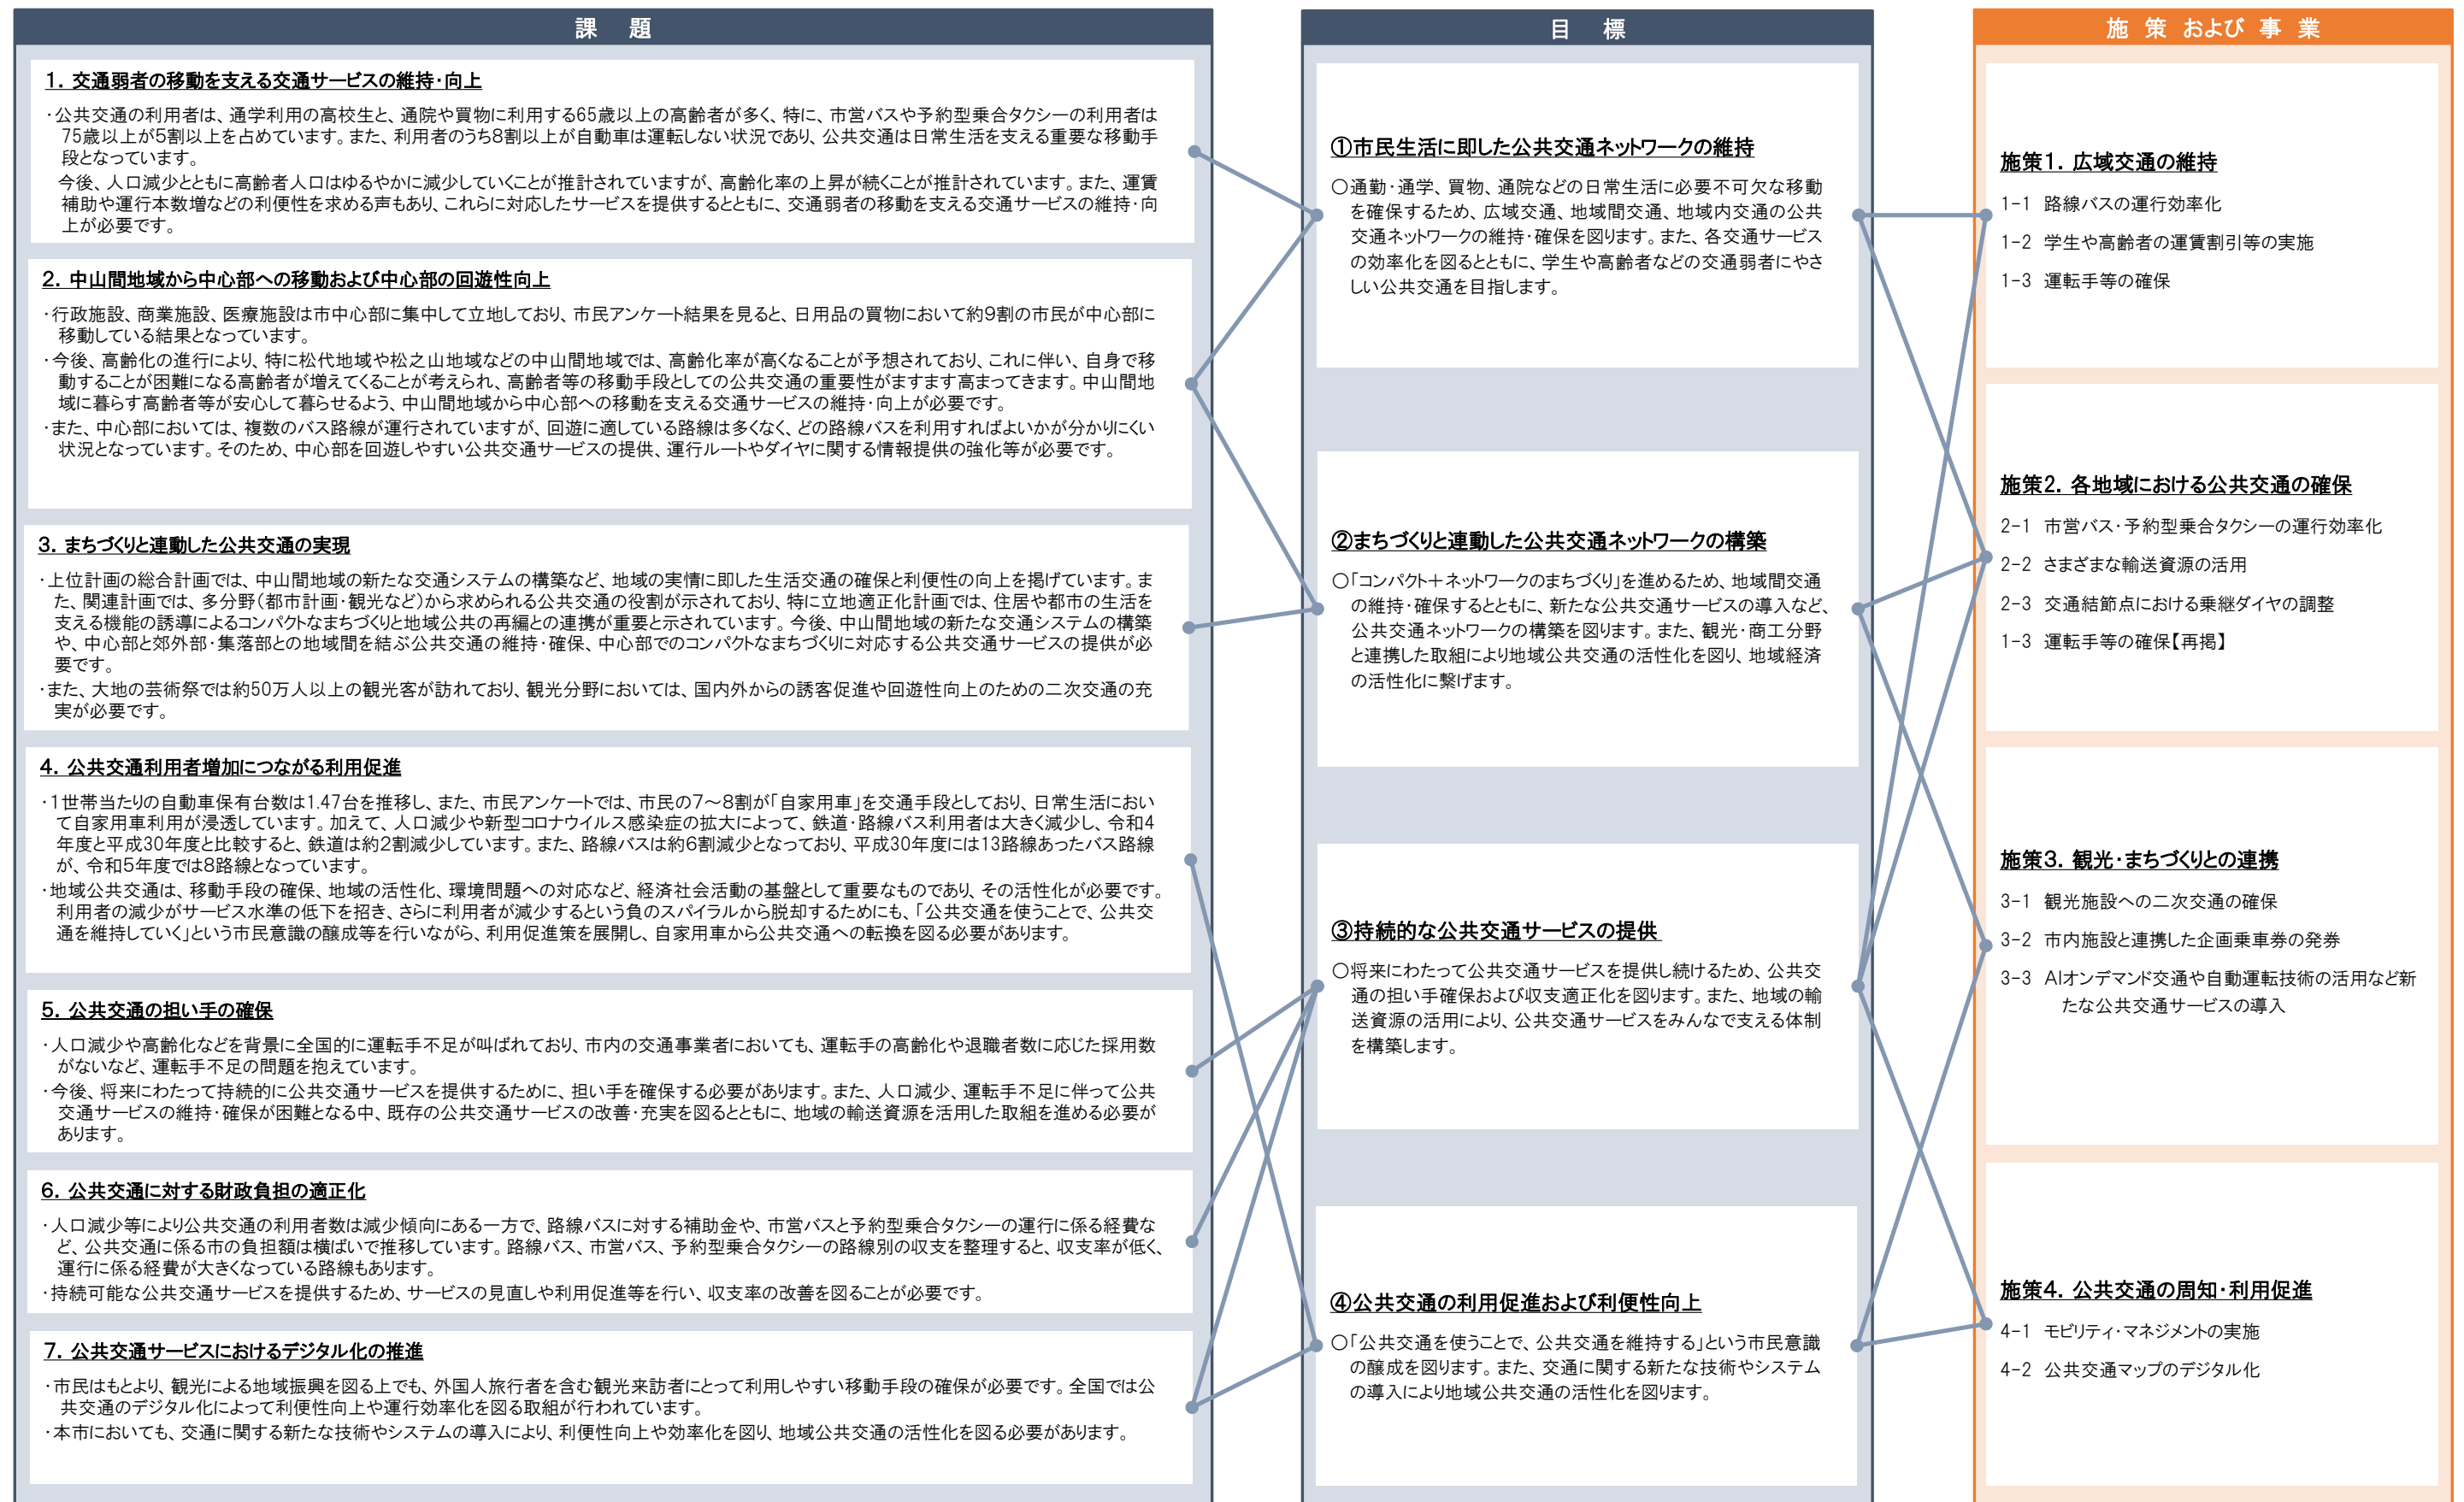 課　題
1. 交通弱者の移動を支える交通サービスの維持・向上
・公共交通の利用者は、通学利用の高校生と、通院や買物に利用する65歳以上の高齢者が多く、特に、市営バスや予約型乗合タクシーの利用者は
75歳以上が5割以上を占めています。また、利用者のうち8割以上が自動車は運転しない状況であり、公共交通は日常生活を支える重要な移動手
段となっています。
今後、人口減少とともに高齢者人口はゆるやかに減少していくことが推計されていますが、高齢化率の上昇が続くことが推計されています。また、運賃
補助や運行本数増などの利便性を求める声もあり、これらに対応したサービスを提供するとともに、交通弱者の移動を支える交通サービスの維持・向
上が必要です。
2. 中山間地域から中心部への移動および中心部の回遊性向上
・行政施設、商業施設、医療施設は市中心部に集中して立地しており、市民アンケート結果を見ると、日用品の買物において約9割の市民が中心部に
移動している結果となっています。
・今後、高齢化の進行により、特に松代地域や松之山地域などの中山間地域では、高齢化率が高くなることが予想されており、これに伴い、自身で移
動することが困難になる高齢者が増えてくることが考えられ、高齢者等の移動手段としての公共交通の重要性がますます高まってきます。中山間地
域に暮らす高齢者等が安心して暮らせるよう、中山間地域から中心部への移動を支える交通サービスの維持・向上が必要です。
・また、中心部においては、複数のバス路線が運行されていますが、回遊に適している路線は多くなく、どの路線バスを利用すればよいかが分かりにくい
状況となっています。そのため、中心部を回遊しやすい公共交通サービスの提供、運行ルートやダイヤに関する情報提供の強化等が必要です。
3. まちづくりと連動した公共交通の実現
・上位計画の総合計画では、中山間地域の新たな交通システムの構築など、地域の実情に即した生活交通の確保と利便性の向上を掲げています。ま
た、関連計画では、多分野（都市計画・観光など）から求められる公共交通の役割が示されており、特に立地適正化計画では、住居や都市の生活を
支える機能の誘導によるコンパクトなまちづくりと地域公共の再編との連携が重要と示されています。今後、中山間地域の新たな交通システムの構築
や、中心部と郊外部・集落部との地域間を結ぶ公共交通の維持・確保、中心部でのコンパクトなまちづくりに対応する公共交通サービスの提供が必
要です。
・また、大地の芸術祭では約50万人以上の観光客が訪れており、観光分野においては、国内外からの誘客促進や回遊性向上のための二次交通の充
実が必要です。
4. 公共交通利用者増加につながる利用促進
・1世帯当たりの自動車保有台数は1.47台を推移し、また、市民アンケートでは、市民の7～8割が「自家用車」を交通手段としており、日常生活におい
て自家用車利用が浸透しています。加えて、人口減少や新型コロナウイルス感染症の拡大によって、鉄道・路線バス利用者は大きく減少し、令和4
年度と平成30年度と比較すると、鉄道は約2割減少しています。また、路線バスは約6割減少となっており、平成30年度には13路線あったバス路線
が、令和5年度では8路線となっています。
・地域公共交通は、移動手段の確保、地域の活性化、環境問題への対応など、経済社会活動の基盤として重要なものであり、その活性化が必要です。
利用者の減少がサービス水準の低下を招き、さらに利用者が減少するという負のスパイラルから脱却するためにも、「公共交通を使うことで、公共交
通を維持していく」という市民意識の醸成等を行いながら、利用促進策を展開し、自家用車から公共交通への転換を図る必要があります。
5. 公共交通の担い手の確保
・人口減少や高齢化などを背景に全国的に運転手不足が叫ばれており、市内の交通事業者においても、運転手の高齢化や退職者数に応じた採用数
がないなど、運転手不足の問題を抱えています。
・今後、将来にわたって持続的に公共交通サービスを提供するために、担い手を確保する必要があります。また、人口減少、運転手不足に伴って公共
交通サービスの維持・確保が困難となる中、既存の公共交通サービスの改善・充実を図るとともに、地域の輸送資源を活用した取組を進める必要が
あります。
6. 公共交通に対する財政負担の適正化
・人口減少等により公共交通の利用者数は減少傾向にある一方で、路線バスに対する補助金や、市営バスと予約型乗合タクシーの運行に係る経費な
ど、公共交通に係る市の負担額は横ばいで推移しています。路線バス、市営バス、予約型乗合タクシーの路線別の収支を整理すると、収支率が低く、
運行に係る経費が大きくなっている路線もあります。
・持続可能な公共交通サービスを提供するため、サービスの見直しや利用促進等を行い、収支率の改善を図ることが必要です。
7. 公共交通サービスにおけるデジタル化の推進
・市民はもとより、観光による地域振興を図る上でも、外国人旅行者を含む観光来訪者にとって利用しやすい移動手段の確保が必要です。全国では公
共交通のデジタル化によって利便性向上や運行効率化を図る取組が行われています。
・本市においても、交通に関する新たな技術やシステムの導入により、利便性向上や効率化を図り、地域公共交通の活性化を図る必要があります。
目　標
①市民生活に即した公共交通ネットワークの維持
○通勤・通学、買物、通院などの日常生活に必要不可欠な移動
を確保するため、広域交通、地域間交通、地域内交通の公共
交通ネットワークの維持・確保を図ります。また、各交通サービス
の効率化を図るとともに、学生や高齢者などの交通弱者にやさ
しい公共交通を目指します。
②まちづくりと連動した公共交通ネットワークの構築
○「コンパクト＋ネットワークのまちづくり」を進めるため、地域間交通
の維持・確保するとともに、新たな公共交通サービスの導入など、
公共交通ネットワークの構築を図ります。また、観光・商工分野
と連携した取組により地域公共交通の活性化を図り、地域経済
の活性化に繋げます。
③持続的な公共交通サービスの提供
○将来にわたって公共交通サービスを提供し続けるため、公共交
通の担い手確保および収支適正化を図ります。また、地域の輸
送資源の活用により、公共交通サービスをみんなで支える体制
を構築します。
④公共交通の利用促進および利便性向上
○「公共交通を使うことで、公共交通を維持する」という市民意識
の醸成を図ります。また、交通に関する新たな技術やシステム
の導入により地域公共交通の活性化を図ります。
施 策 および 事 業
施策1. 広域交通の維持
1-1 路線バスの運行効率化
1-2 学生や高齢者の運賃割引等の実施
1-3 運転手等の確保
施策2. 各地域における公共交通の確保
2-1 市営バス・予約型乗合タクシーの運行効率化
2-2 さまざまな輸送資源の活用
2-3 交通結節点における乗継ダイヤの調整
1-3 運転手等の確保【再掲】
施策3. 観光・まちづくりとの連携
3-1 観光施設への二次交通の確保
3-2 市内施設と連携した企画乗車券の発券
3-3 AIオンデマンド交通や自動運転技術の活用など新
たな公共交通サービスの導入
施策4. 公共交通の周知・利用促進
4-1 モビリティ・マネジメントの実施
4-2 公共交通マップのデジタル化